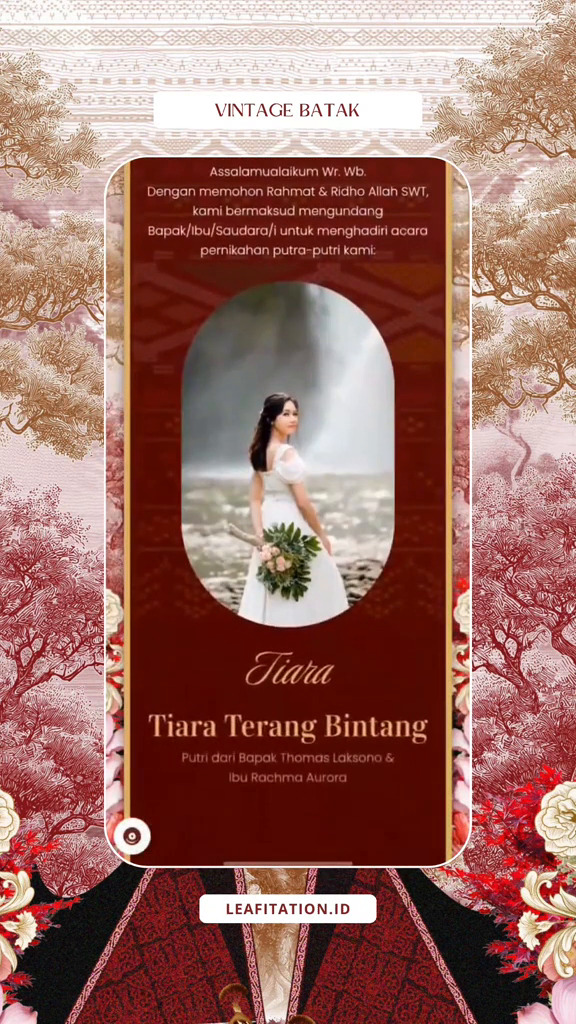 VINTAGE BATAK
Assalamualaikum Wr. Wb.
Dengan memohon Rahmat & Ridho Allah SWT,
kami bermaksud mengundang
Bapak/Ibu/Saudara/i untuk menghadiri acara
pernikahan putra-putri kami:
Tiara
Tiara Terang Bintang
Putri dari Bapak Thomas Laksono &
Ibu Rachma Aurora
LEAFITATION.ID